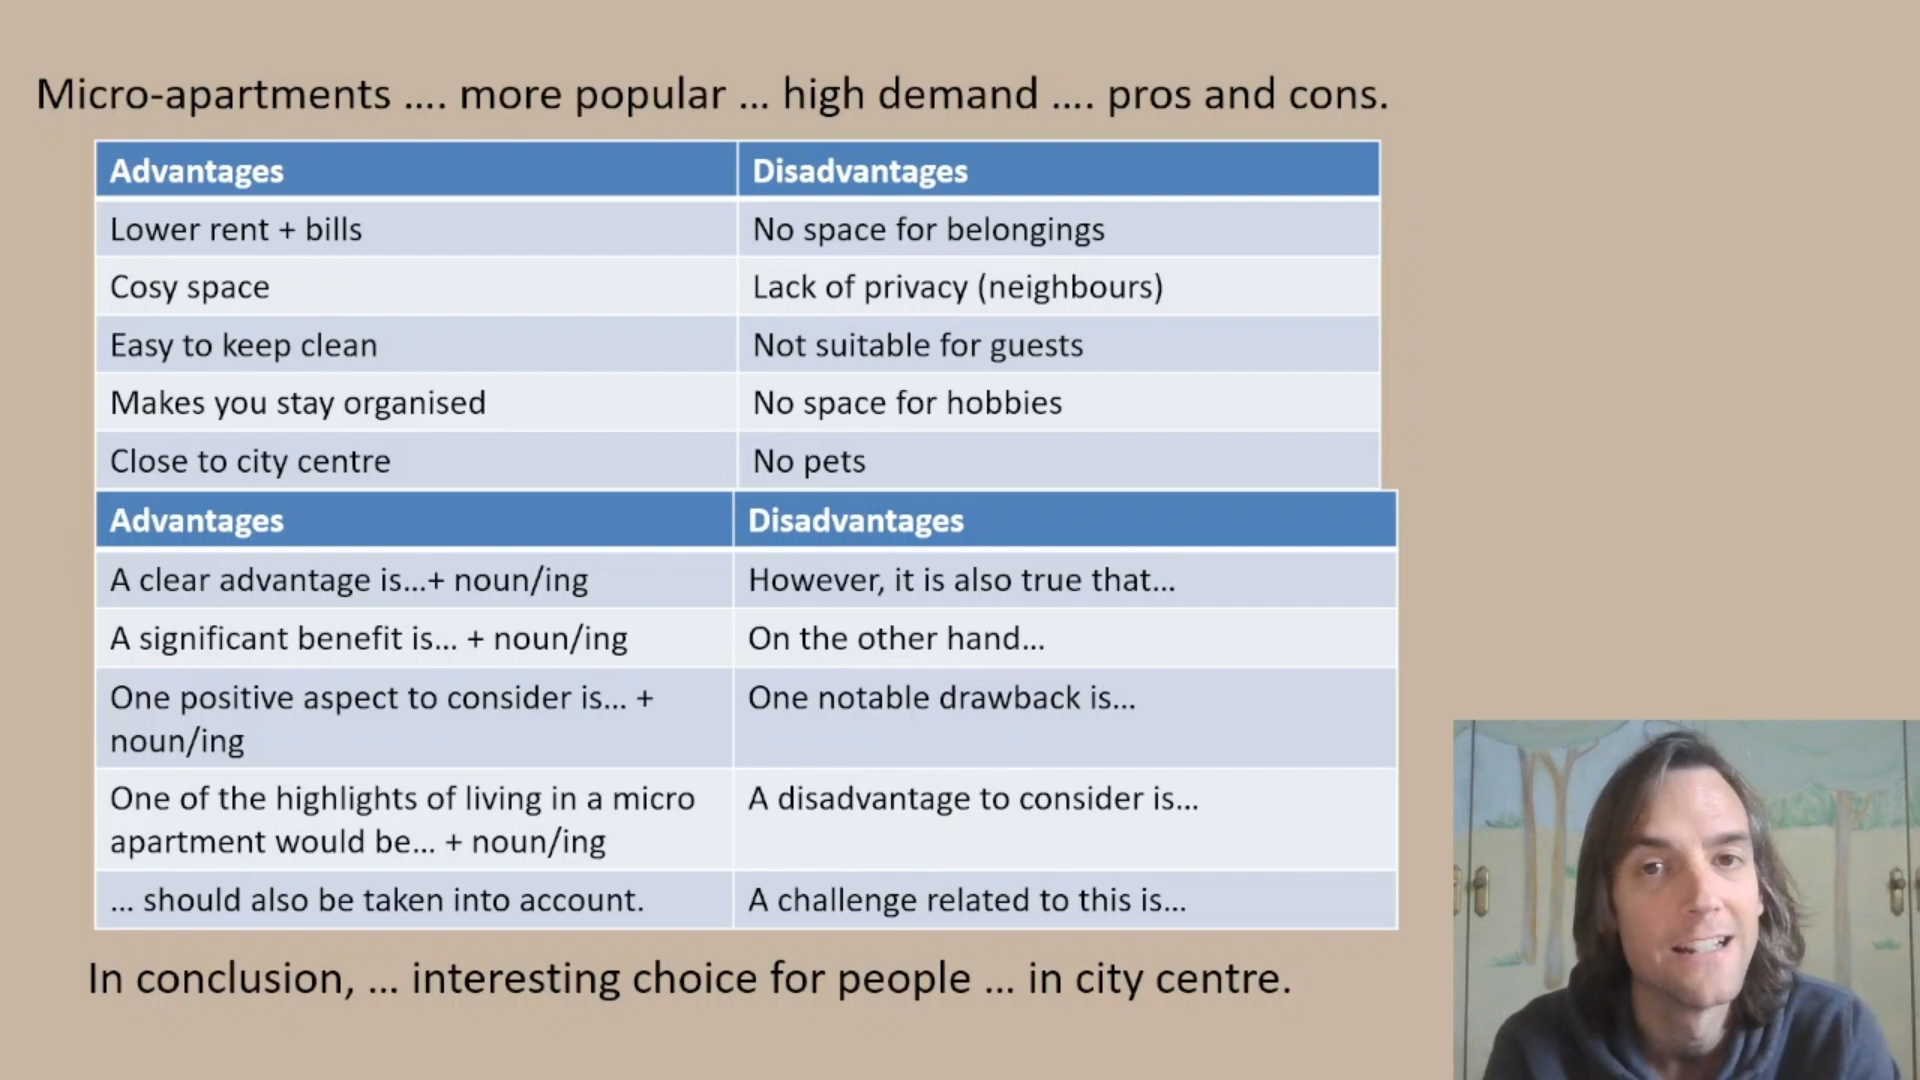 Micro-apartments .... more popular ... high demand .... pros and cons.
Advantages Disadvantages
Lower rent + bills No space for belongings
Cosy space Lack of privacy (neighbours)
Easy to keep clean Not suitable for guests
Makes you stay organised No space for hobbies
Close to city centre No pets
Advantages Disadvantages
A clear advantage is...+ noun/ing However, it is also true that...
A significant benefit is... + noun/ing On the other hand...
One positive aspect to consider is... + One notable drawback is...
noun/ing
One of the highlights of living in a micro A disadvantage to consider is...
apartment would be... + noun/ing
... should also be taken into account. A challenge related to this is...
In conclusion, ... interesting choice for people ... in city centre.